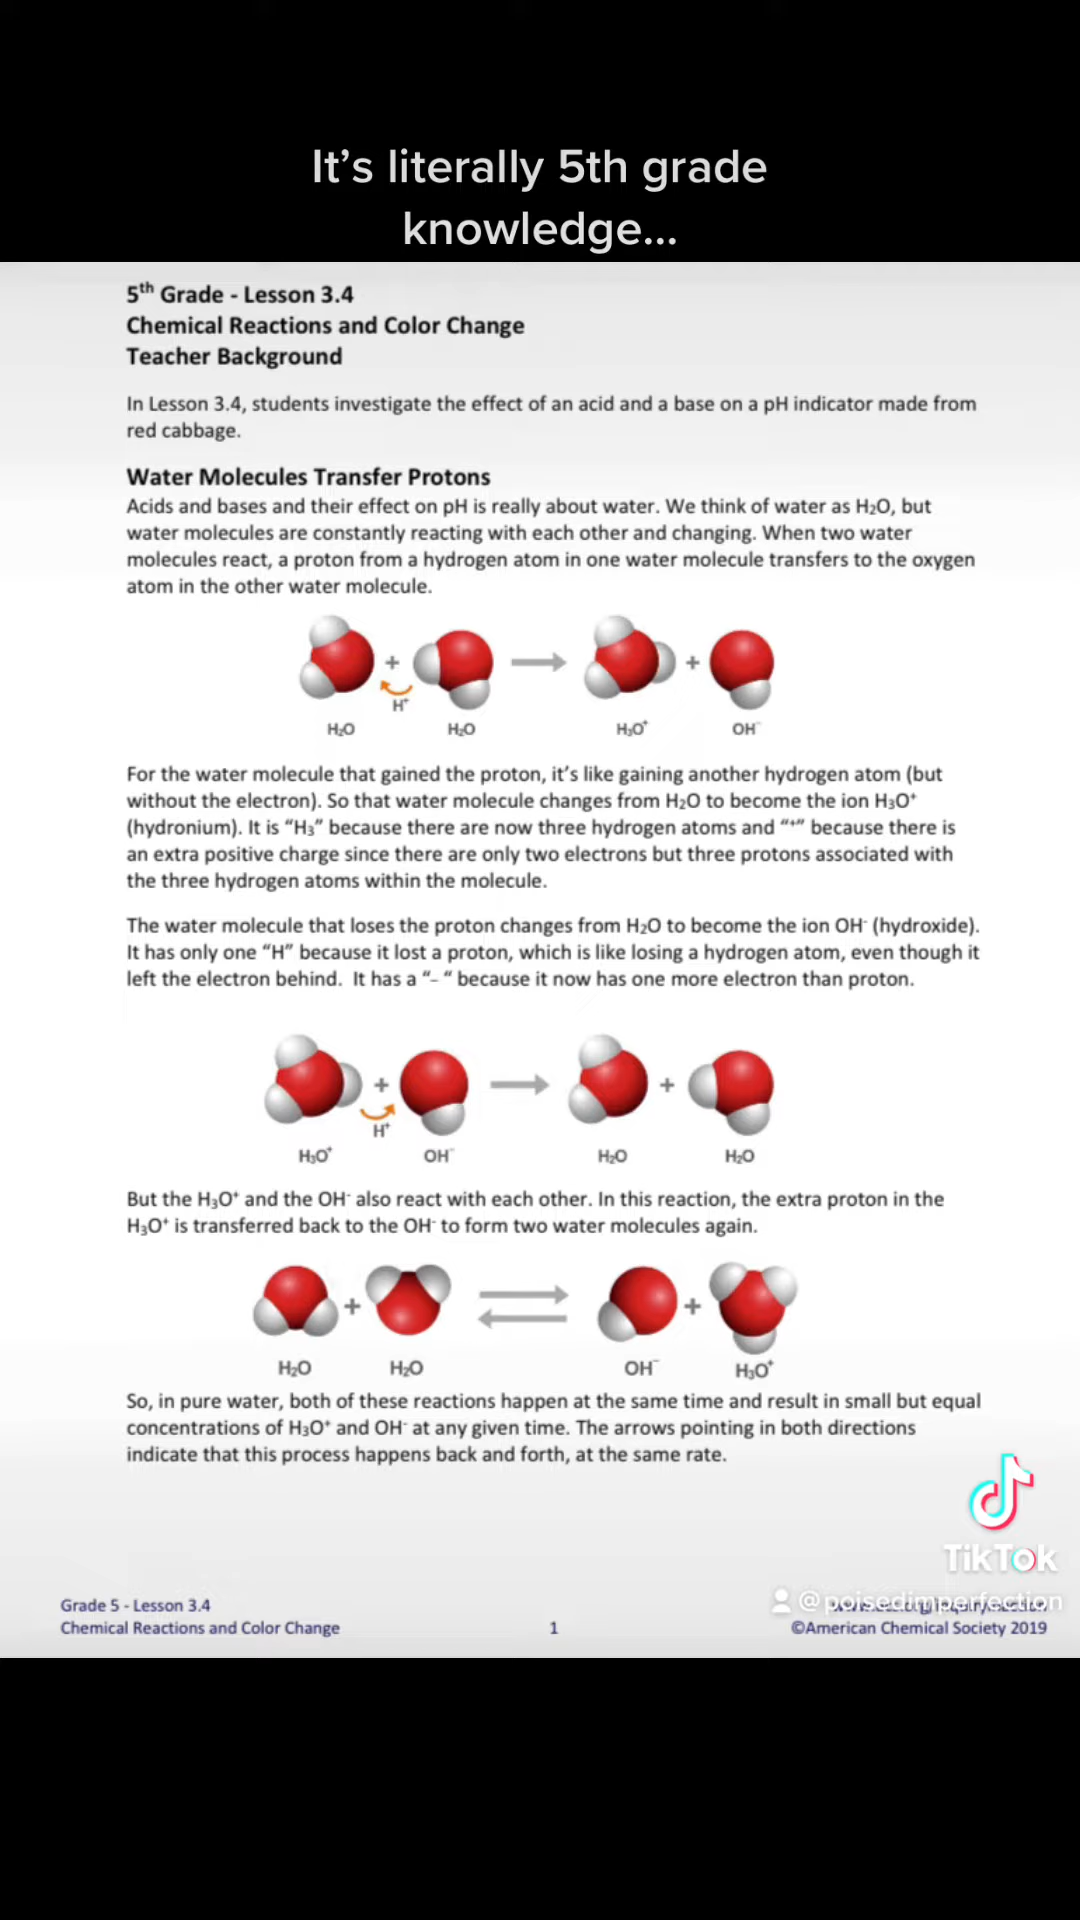 It’s literally 5th grade
knowledge...
5th Grade - Lesson 3.4
Chemical Reactions and Color Change
Teacher Background
In Lesson 3.4, students investigate the effect of an acid and a base on a pH indicator made from
red cabbage.
Water Molecules Transfer Protons
Acids and bases and their effect on pH is really about water. We think of water as H₂O, but
water molecules are constantly reacting with each other and changing. When two water
molecules react, a proton from a hydrogen atom in one water molecule transfers to the oxygen
atom in the other water molecule.
+ → +
H⁺
H₂O H₂O H₃O⁺ OH⁻
For the water molecule that gained the proton, it’s like gaining another hydrogen atom (but
without the electron). So that water molecule changes from H₂O to become the ion H₃O⁺
(hydronium). It is “H₃” because there are now three hydrogen atoms and “⁺” because there is
an extra positive charge since there are only two electrons but three protons associated with
the three hydrogen atoms within the molecule.
The water molecule that loses the proton changes from H₂O to become the ion OH⁻ (hydroxide).
It has only one “H” because it lost a proton, which is like losing a hydrogen atom, even though it
left the electron behind. It has a “– “ because it now has one more electron than proton.
+ → +
H⁺
H₃O⁺ OH⁻ H₂O H₂O
But the H₃O⁺ and the OH⁻ also react with each other. In this reaction, the extra proton in the
H₃O⁺ is transferred back to the OH⁻ to form two water molecules again.
+ ⇌ +
H₂O H₂O OH⁻ H₃O⁺
So, in pure water, both of these reactions happen at the same time and result in small but equal
concentrations of H₃O⁺ and OH⁻ at any given time. The arrows pointing in both directions
indicate that this process happens back and forth, at the same rate.
TikTok
@poisedimperfection
Grade 5 - Lesson 3.4
Chemical Reactions and Color Change 1 ©American Chemical Society 2019